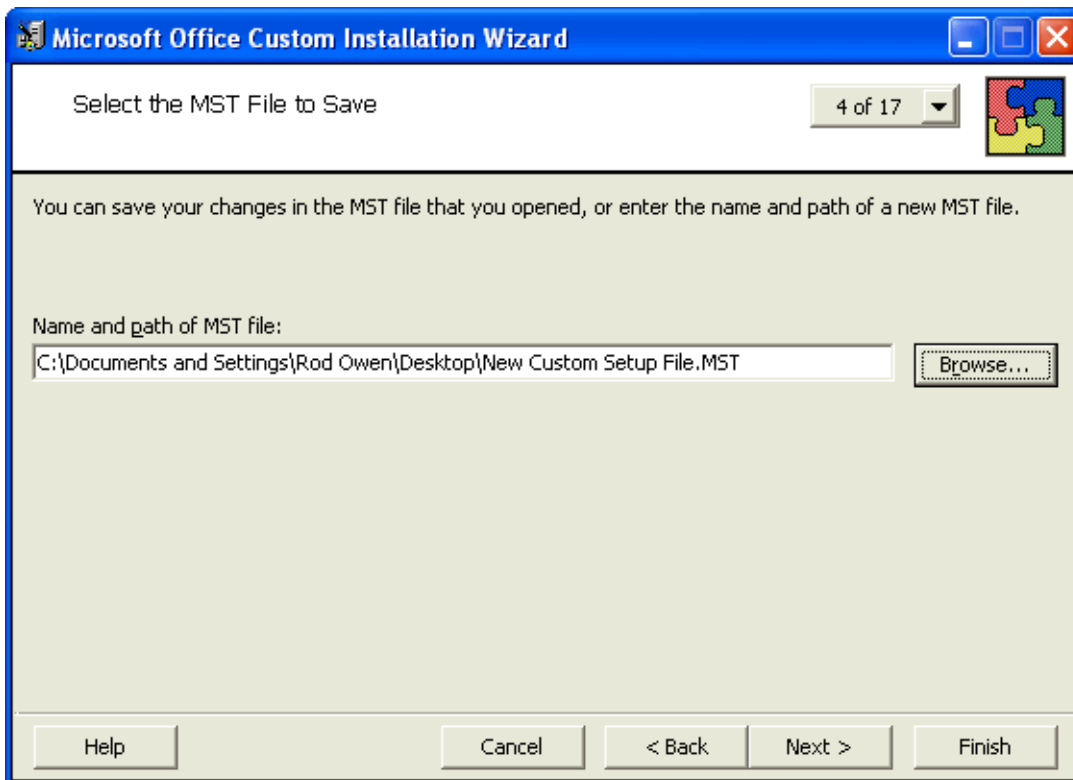 Microsoft Office Custom Installation Wizard
Select the MST File to Save
4 of 17
You can save your changes in the MST file that you opened, or enter the name and path of a new MST file.
Name and path of MST file:
C:\Documents and Settings\Rod Owen\Desktop\New Custom Setup File.MST
Browse...
Help
Cancel
< Back
Next >
Finish